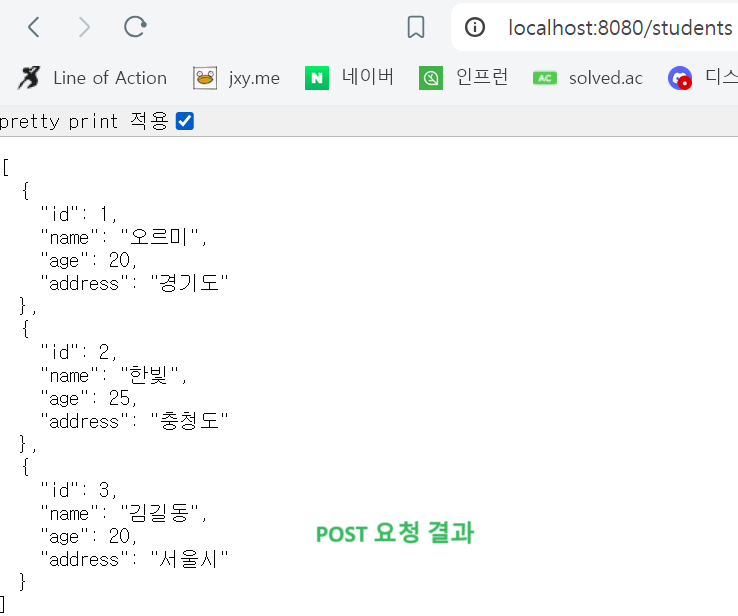 localhost:8080/students
Line of Action jxy.me N 네이버 인프런 AC solved.ac 디스
pretty print 적용
[
  {
    "id": 1,
    "name": "오르미",
    "age": 20,
    "address": "경기도"
  },
  {
    "id": 2,
    "name": "한빛",
    "age": 25,
    "address": "충청도"
  },
  {
    "id": 3,
    "name": "김길동",
    "age": 20,
    "address": "서울시"
  }
]
POST 요청 결과